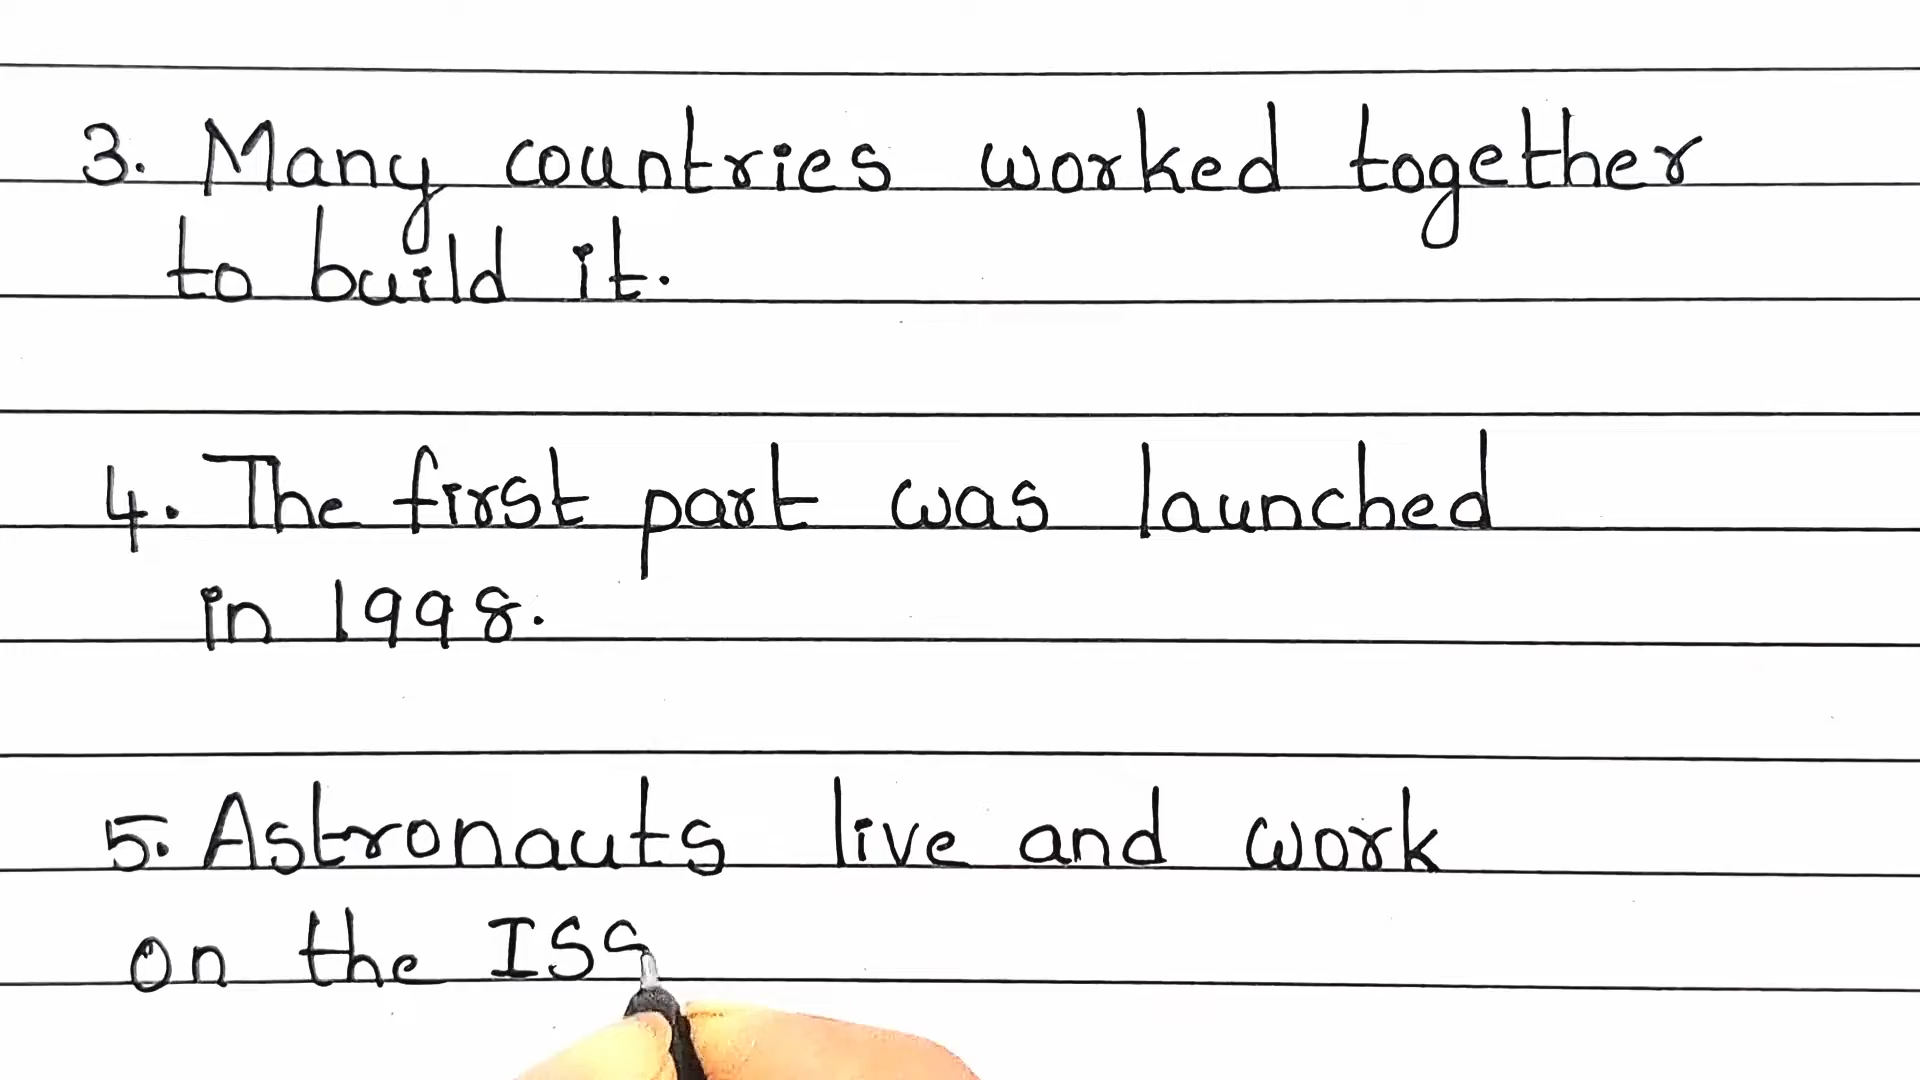 3. Many countries worked together
to build it.
4. The first part was launched
in 1998.
5. Astronauts live and work
on the ISS